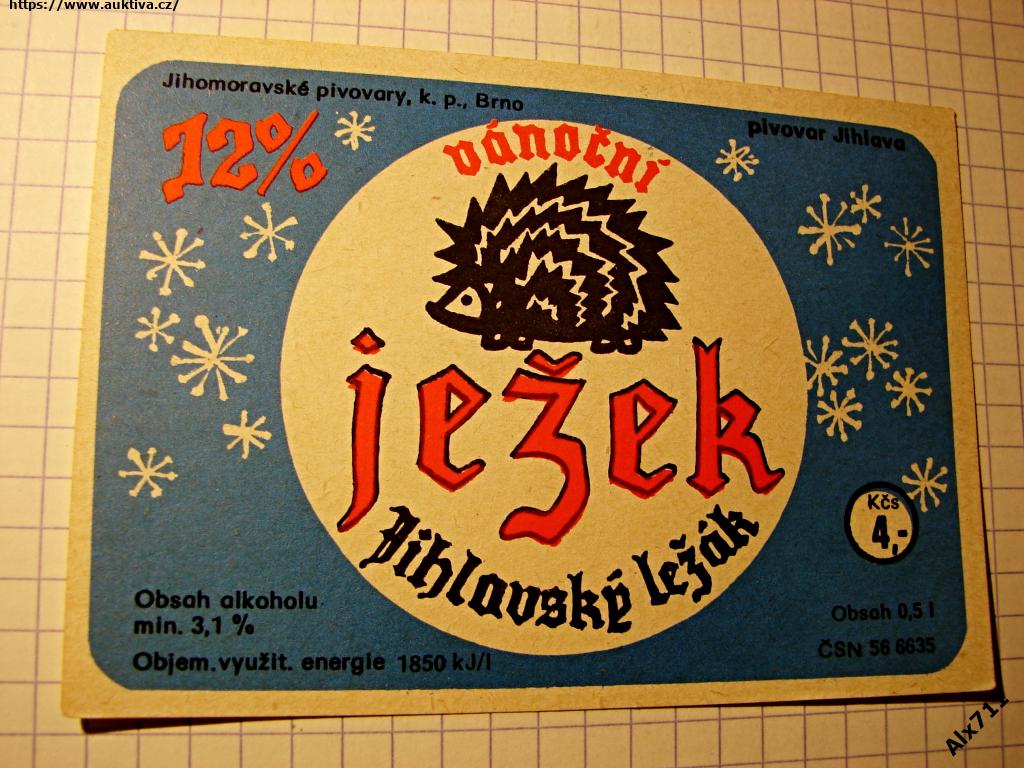 https://www.auktiva.cz/
Jihomoravské pivovary, k. p., Brno
pivovar Jihlava
12%
vánoční
ježek
Jihlavský ležák
Kčs
4,-
Obsah alkoholu
min. 3,1 %
Objem. využit. energie 1850 kJ/l
Obsah 0,5 l
ČSN 56 6635
Alx711